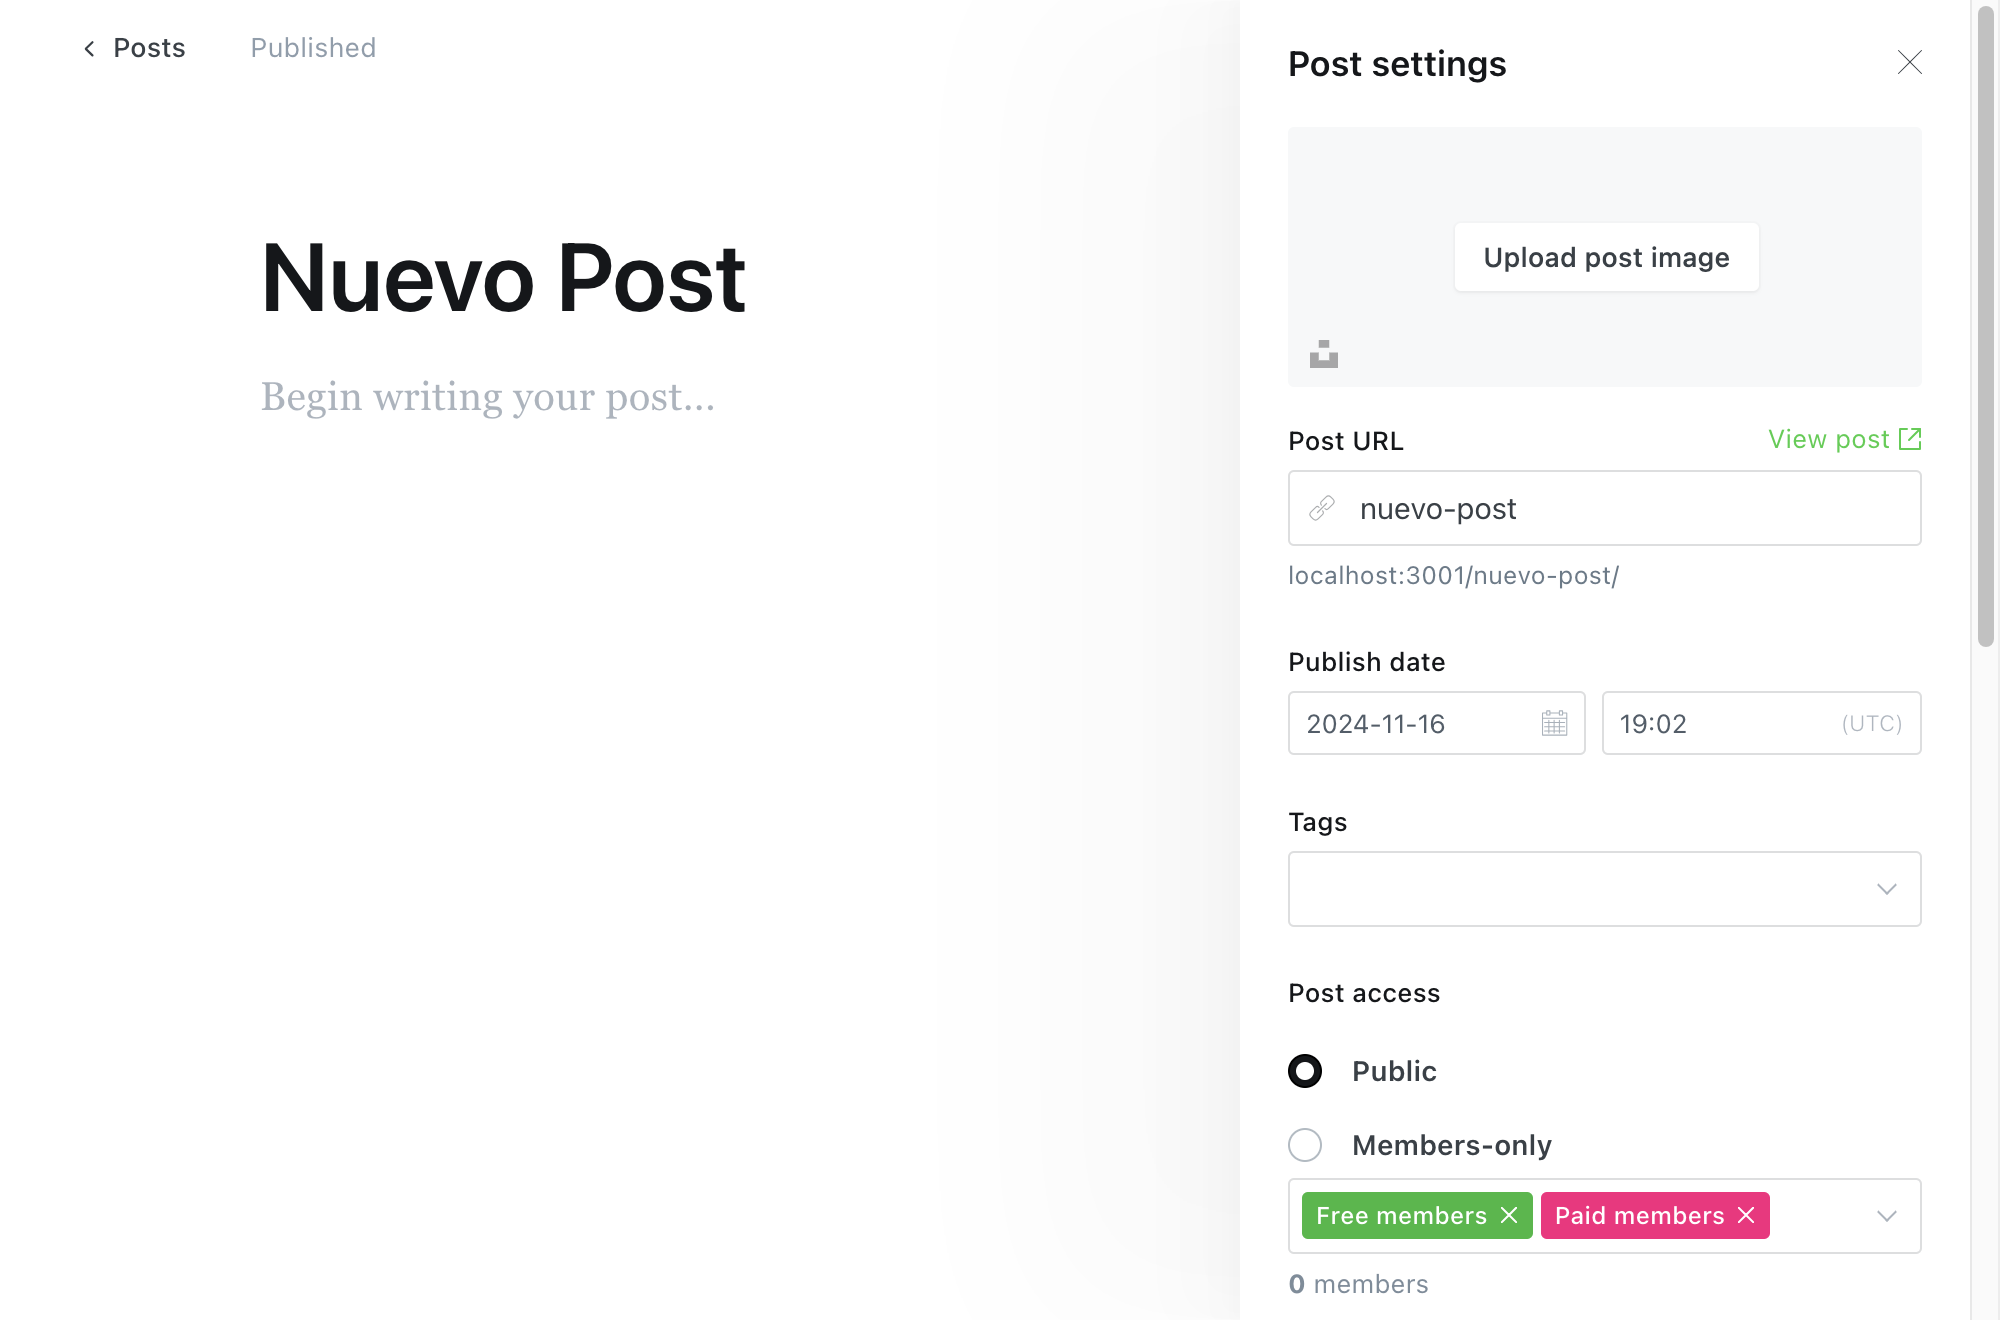 Posts
Published
Nuevo Post
Begin writing your post...
Post settings
Upload post image
Post URL
View post
nuevo-post
localhost:3001/nuevo-post/
Publish date
2024-11-16
19:02
(UTC)
Tags
Post access
Public
Members-only
Free members
Paid members
0 members